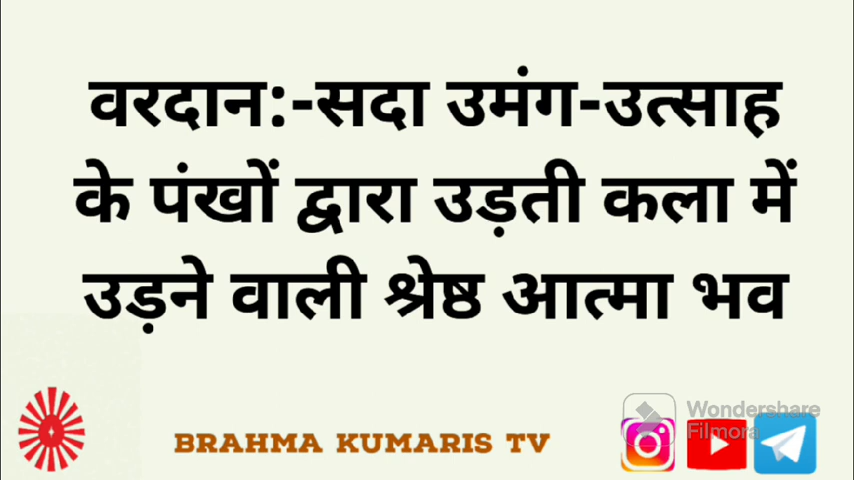 वरदान:-सदा उमंग-उत्साह
के पंखों द्वारा उड़ती कला में
उड़ने वाली श्रेष्ठ आत्मा भव
BRAHMA KUMARIS TV
Wondershare
Filmora